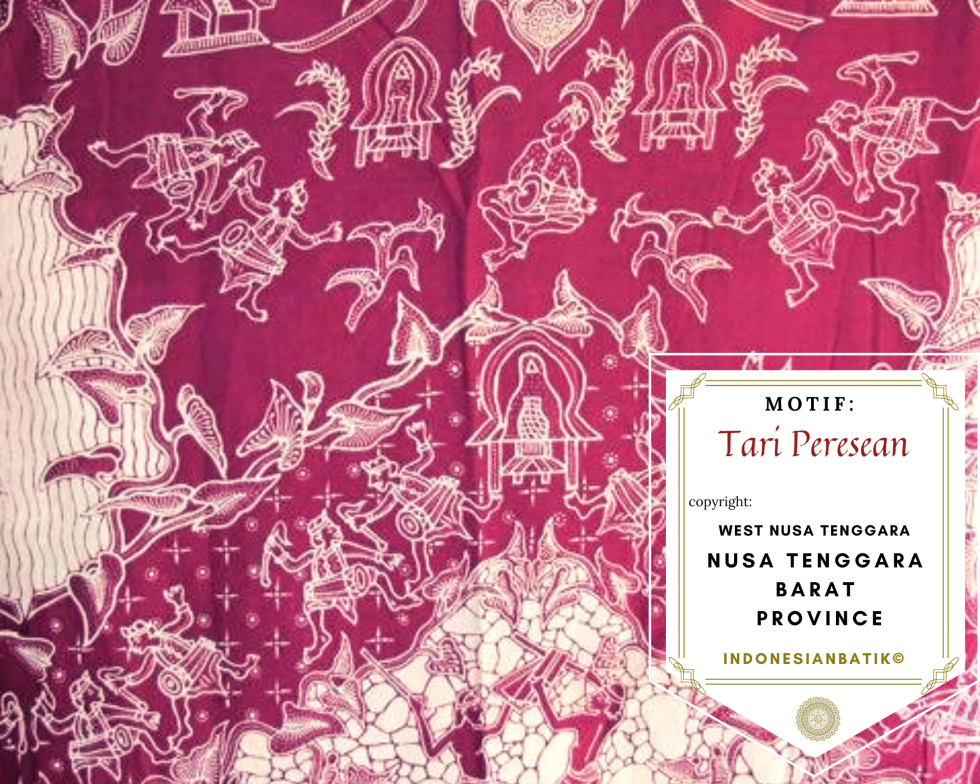 MOTIF:
Tari Peresean
copyright:
WEST NUSA TENGGARA
NUSA TENGGARA
BARAT
PROVINCE
INDONESIANBATIK©